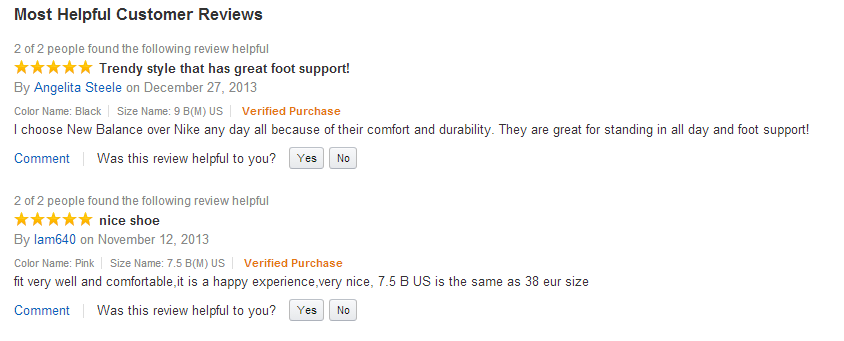 Most Helpful Customer Reviews
2 of 2 people found the following review helpful
Trendy style that has great foot support!
By Angelita Steele on December 27, 2013
Color Name: Black | Size Name: 9 B(M) US | Verified Purchase
I choose New Balance over Nike any day all because of their comfort and durability. They are great for standing in all day and foot support!
Comment | Was this review helpful to you? Yes No
2 of 2 people found the following review helpful
nice shoe
By lam640 on November 12, 2013
Color Name: Pink | Size Name: 7.5 B(M) US | Verified Purchase
fit very well and comfortable,it is a happy experience,very nice, 7.5 B US is the same as 38 eur size
Comment | Was this review helpful to you? Yes No